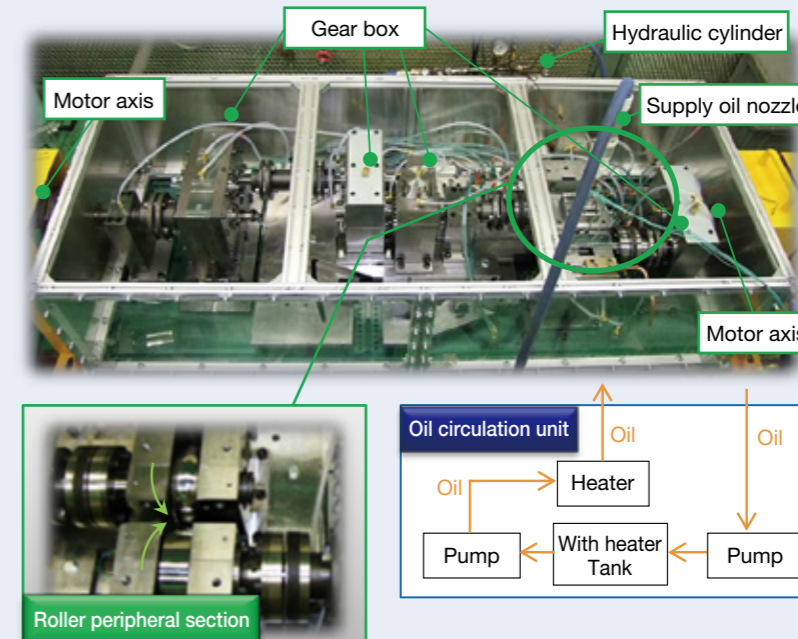 Gear box
Hydraulic cylinder
Motor axis
Supply oil nozzle
Motor axis
Oil circulation unit
Oil
Oil
Oil
Heater
Pump
With heater
Tank
Pump
Roller peripheral section